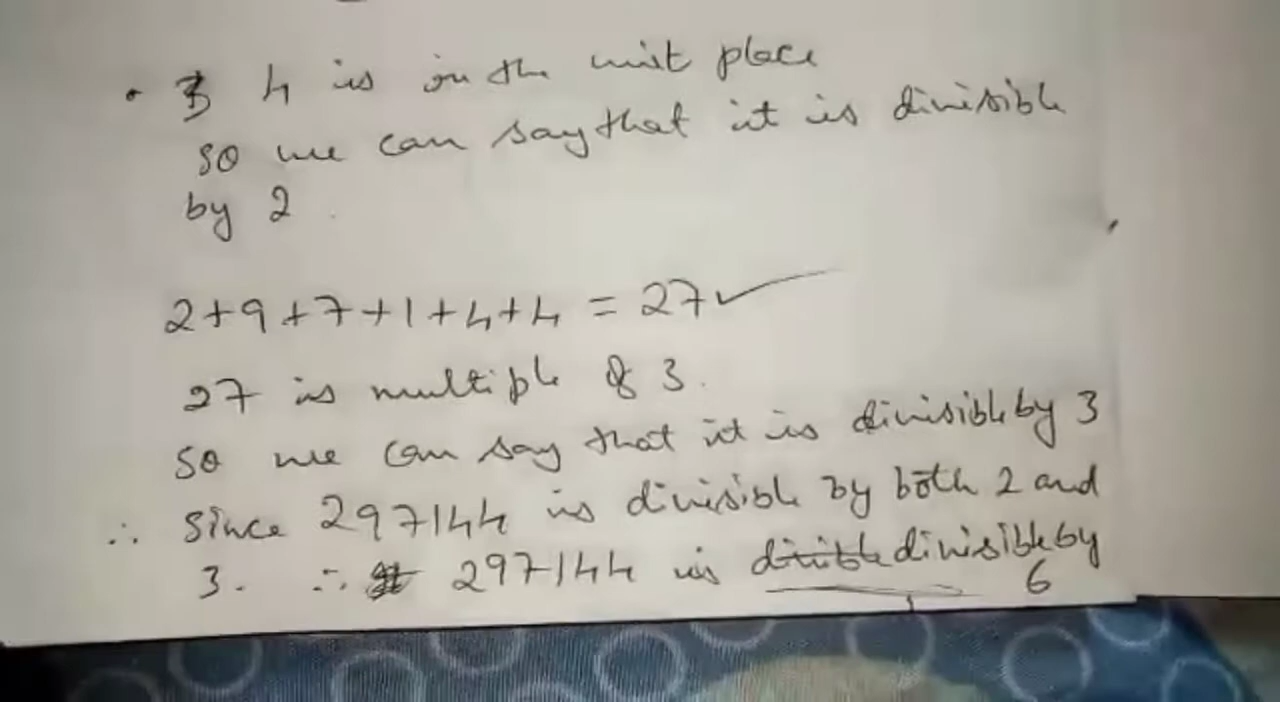 • 4 is in the unit place
so we can say that it is divisible
by 2
2+9+7+1+4+4 = 27 ✓
27 is multiple of 3.
so we can say that it is divisible by 3
∴ since 297144 is divisible by both 2 and
3. ∴ 297144 is divisible by
6